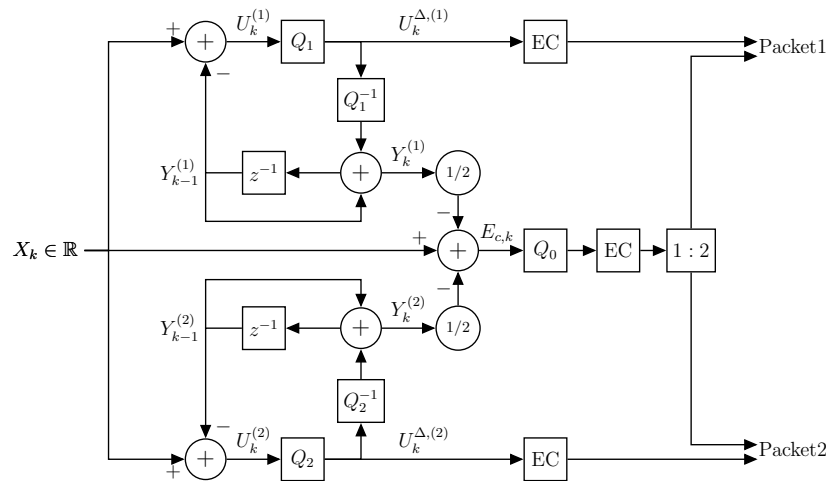 + + U_k^{(1)} Q_1 U_k^{Δ,(1)} EC Packet1
−
Q_1^{-1}
Y_{k-1}^{(1)} z^{-1} + Y_k^{(1)} 1/2
−
X_k ∈ ℝ + + E_{c,k} Q_0 EC 1 : 2
−
Y_{k-1}^{(2)} z^{-1} + Y_k^{(2)} 1/2
Q_2^{-1}
−
+ + U_k^{(2)} Q_2 U_k^{Δ,(2)} EC Packet2